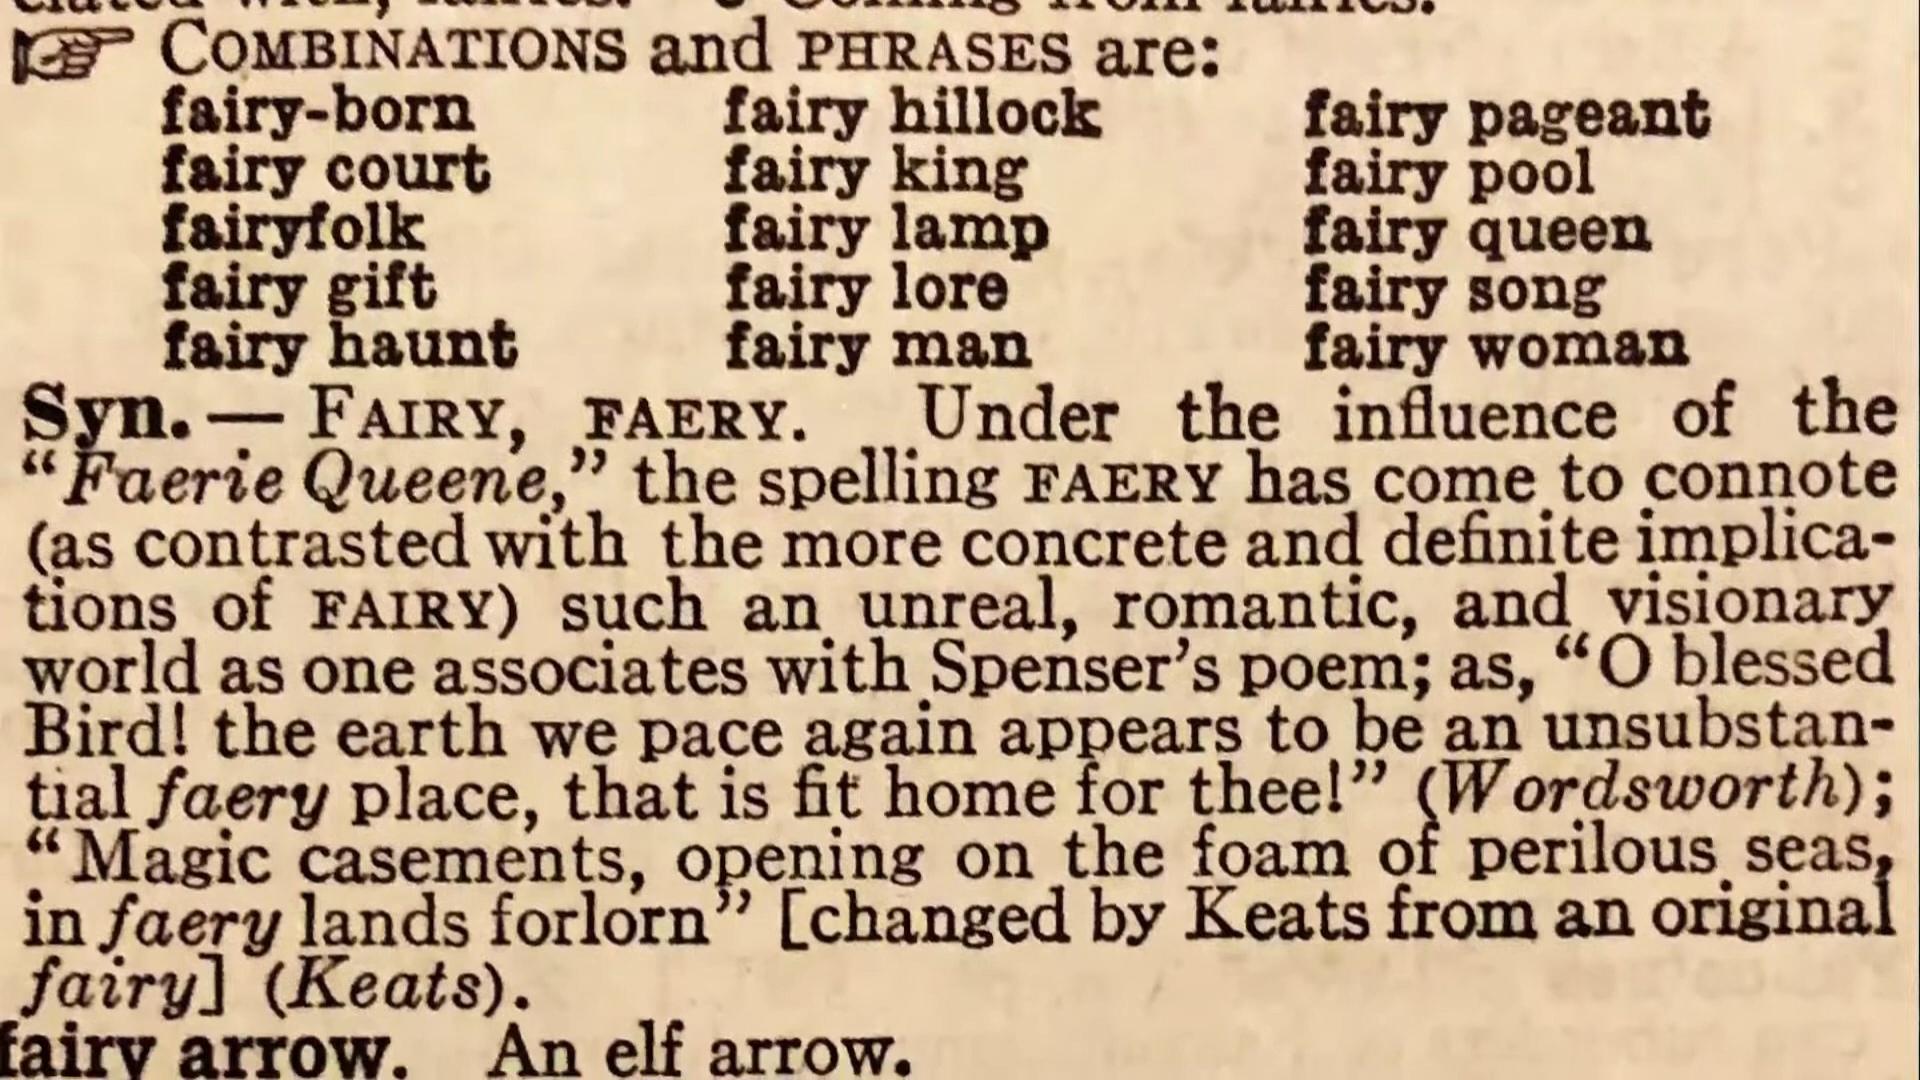 ☞ COMBINATIONS and PHRASES are:
fairy-born fairy hillock fairy pageant
fairy court fairy king fairy pool
fairyfolk fairy lamp fairy queen
fairy gift fairy lore fairy song
fairy haunt fairy man fairy woman
Syn. — FAIRY, FAERY. Under the influence of the
“Faerie Queene,” the spelling FAERY has come to connote
(as contrasted with the more concrete and definite implica-
tions of FAIRY) such an unreal, romantic, and visionary
world as one associates with Spenser’s poem; as, “O blessed
Bird! the earth we pace again appears to be an unsubstan-
tial faery place, that is fit home for thee!” (Wordsworth);
“Magic casements, opening on the foam of perilous seas,
in faery lands forlorn” [changed by Keats from an original
fairy] (Keats).
fairy arrow. An elf arrow.